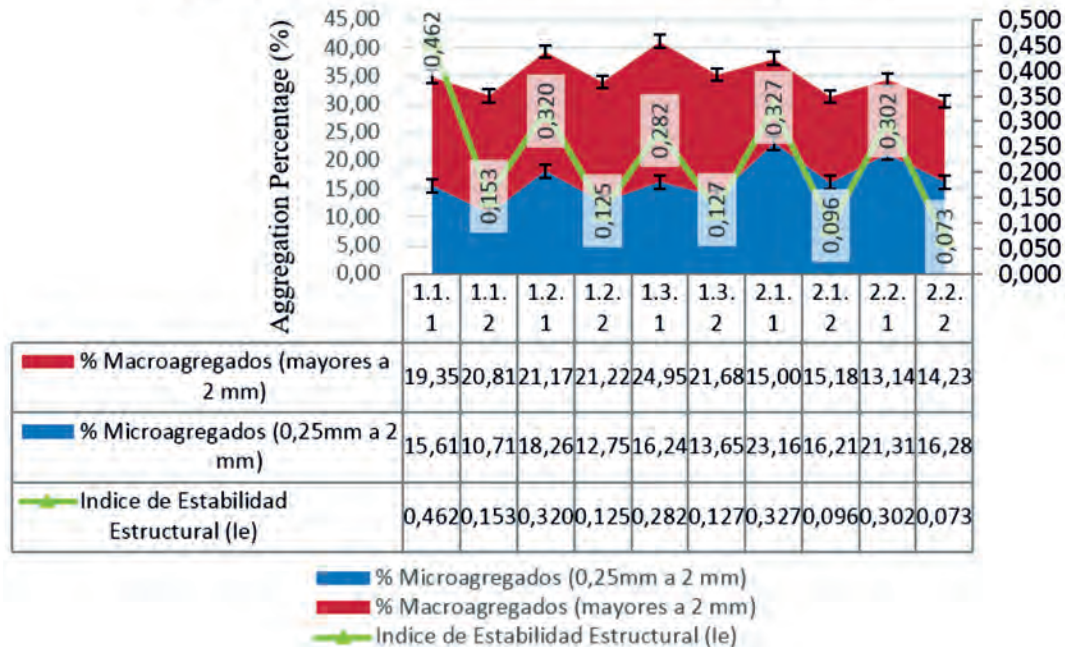 Aggregation Percentage (%)
45,00
40,00
35,00
30,00
25,00
20,00
15,00
10,00
5,00
0,00
0,462
0,153
0,320
0,125
0,282
0,127
0,327
0,096
0,302
0,073
0,500
0,450
0,400
0,350
0,300
0,250
0,200
0,150
0,100
0,050
0,000
1.1. 1.1. 1.2. 1.2. 1.3. 1.3. 2.1. 2.1. 2.2. 2.2.
1 2 1 2 1 2 1 2 1 2
% Macroagregados (mayores a
2 mm)
19,35 20,81 21,17 21,22 24,95 21,68 15,00 15,18 13,14 14,23
% Microagregados (0,25mm a 2
mm)
15,61 10,71 18,26 12,75 16,24 13,65 23,16 16,21 21,31 16,28
Indice de Estabilidad
Estructural (Ie)
0,462 0,153 0,320 0,125 0,282 0,127 0,327 0,096 0,302 0,073
% Microagregados (0,25mm a 2 mm)
% Macroagregados (mayores a 2 mm)
Indice de Estabilidad Estructural (Ie)